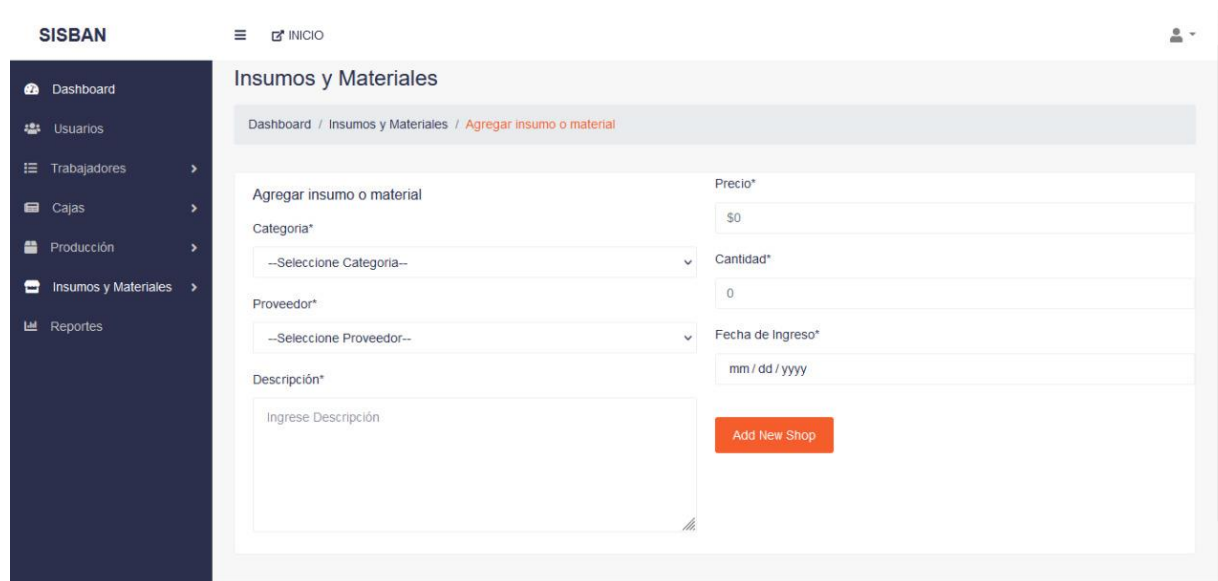 SISBAN
INICIO
Dashboard
Usuarios
Trabajadores
Cajas
Producción
Insumos y Materiales
Reportes
Insumos y Materiales
Dashboard / Insumos y Materiales / Agregar insumo o material
Agregar insumo o material
Categoria*
--Seleccione Categoria--
Proveedor*
--Seleccione Proveedor--
Descripción*
Ingrese Descripción
Precio*
$0
Cantidad*
0
Fecha de Ingreso*
mm / dd / yyyy
Add New Shop